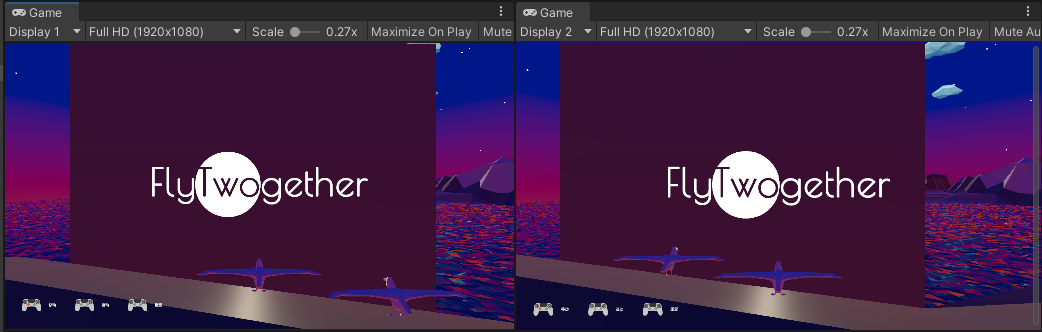 Game
Display 1 Full HD (1920x1080) Scale 0.27x Maximize On Play Mute
FlyTwogether
Game
Display 2 Full HD (1920x1080) Scale 0.27x Maximize On Play Mute Au
FlyTwogether